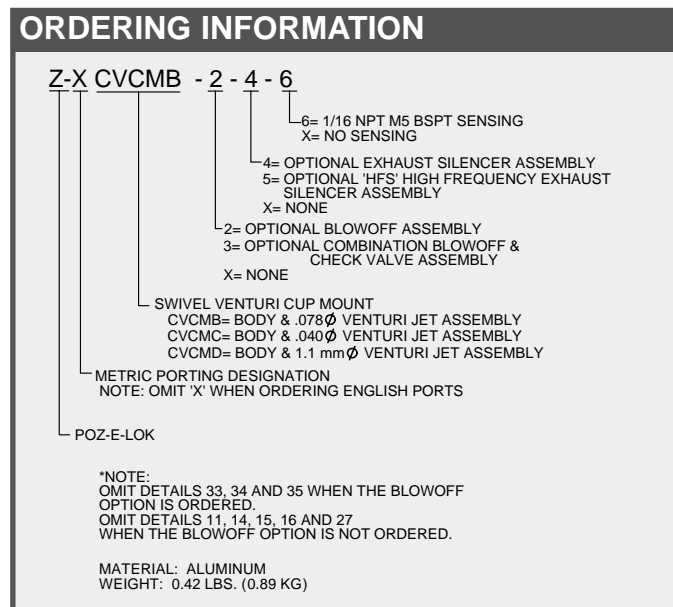 ORDERING INFORMATION
Z-X CVCMB - 2 - 4 - 6
6= 1/16 NPT M5 BSPT SENSING
X= NO SENSING
4= OPTIONAL EXHAUST SILENCER ASSEMBLY
5= OPTIONAL 'HFS' HIGH FREQUENCY EXHAUST
SILENCER ASSEMBLY
X= NONE
2= OPTIONAL BLOWOFF ASSEMBLY
3= OPTIONAL COMBINATION BLOWOFF &
CHECK VALVE ASSEMBLY
X= NONE
SWIVEL VENTURI CUP MOUNT
CVCMB= BODY & .078Ø VENTURI JET ASSEMBLY
CVCMC= BODY & .040Ø VENTURI JET ASSEMBLY
CVCMD= BODY & 1.1 mmØ VENTURI JET ASSEMBLY
METRIC PORTING DESIGNATION
NOTE: OMIT 'X' WHEN ORDERING ENGLISH PORTS
POZ-E-LOK
*NOTE:
OMIT DETAILS 33, 34 AND 35 WHEN THE BLOWOFF
OPTION IS ORDERED.
OMIT DETAILS 11, 14, 15, 16 AND 27
WHEN THE BLOWOFF OPTION IS NOT ORDERED.
MATERIAL: ALUMINUM
WEIGHT: 0.42 LBS. (0.89 KG)